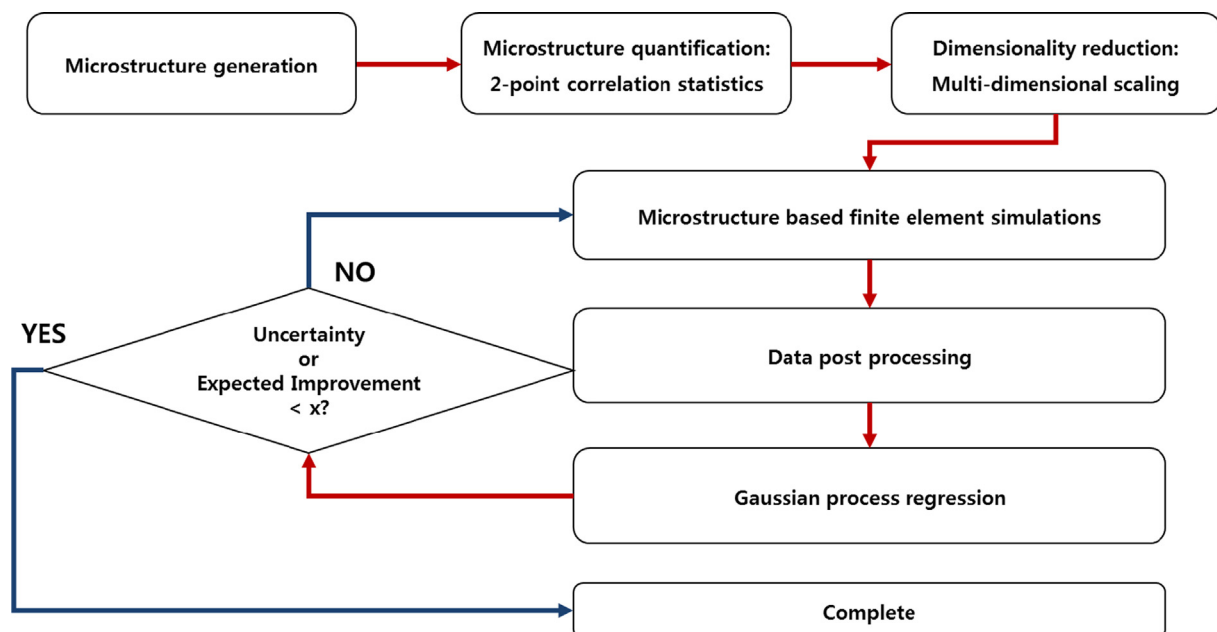 Microstructure generation
Microstructure quantification:
2-point correlation statistics
Dimensionality reduction:
Multi-dimensional scaling
Microstructure based finite element simulations
NO
YES
Uncertainty
or
Expected Improvement
< x?
Data post processing
Gaussian process regression
Complete